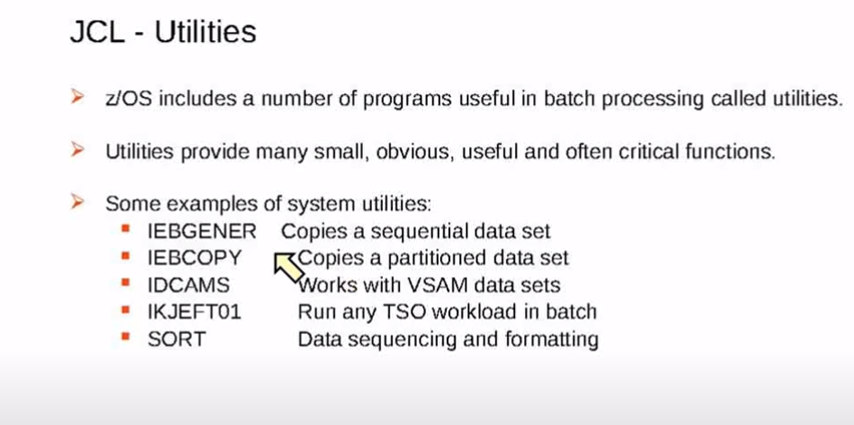 JCL - Utilities
z/OS includes a number of programs useful in batch processing called utilities.
Utilities provide many small, obvious, useful and often critical functions.
Some examples of system utilities:
IEBGENER Copies a sequential data set
IEBCOPY Copies a partitioned data set
IDCAMS Works with VSAM data sets
IKJEFT01 Run any TSO workload in batch
SORT Data sequencing and formatting